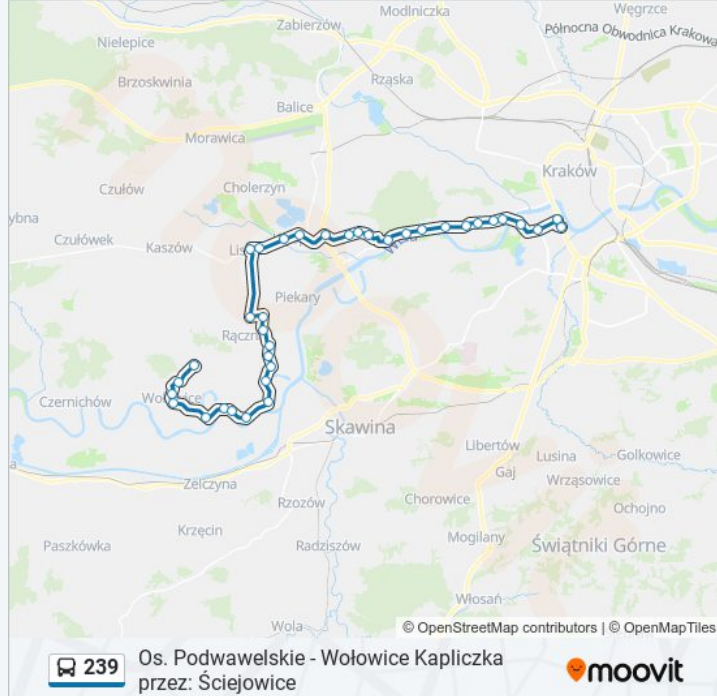 Modlniczka
Węgrzce
Zabierzów
Północna Obwodnica Krakowa
Nielepice
Rząska
Brzoskwinia
Balice
Morawica
Kraków
Czułów
Cholerzyn
ybna
Czułówek
Kaszów
Lis
Piekary
Rączn
Woł ice
Czernichów
Skawina
Libertów
Lusina
Golkowice
Gaj
Wrząsowice
Zelczyna
Rzozów
Chorowice
Ochojno
Krzęcin
Mogilany
Paszkówka
Radziszów
Świątniki Górne
Włosań
Wola
© OpenStreetMap contributors | © OpenMapTiles
239
Os. Podwawelskie - Wołowice Kapliczka
przez: Ściejowice
moovit